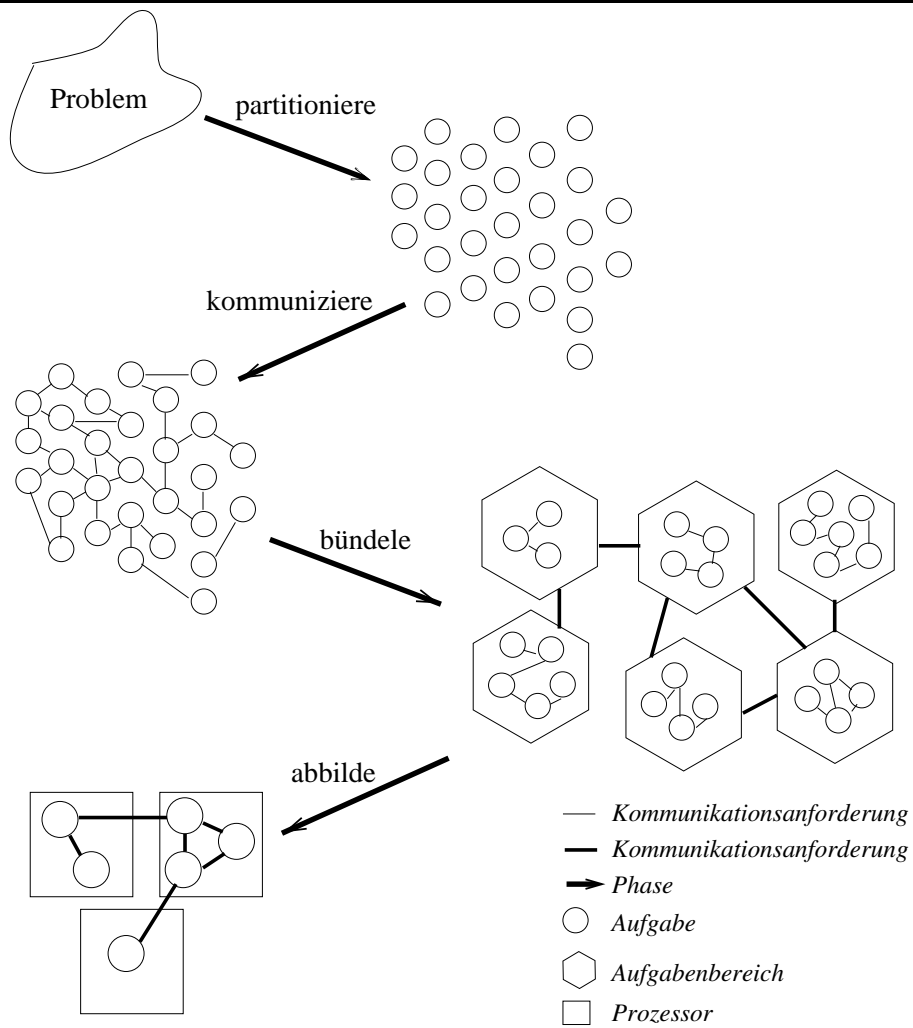 Problem
partitioniere
kommuniziere
bündele
abbilde
Kommunikationsanforderung
Kommunikationsanforderung
Phase
Aufgabe
Aufgabenbereich
Prozessor